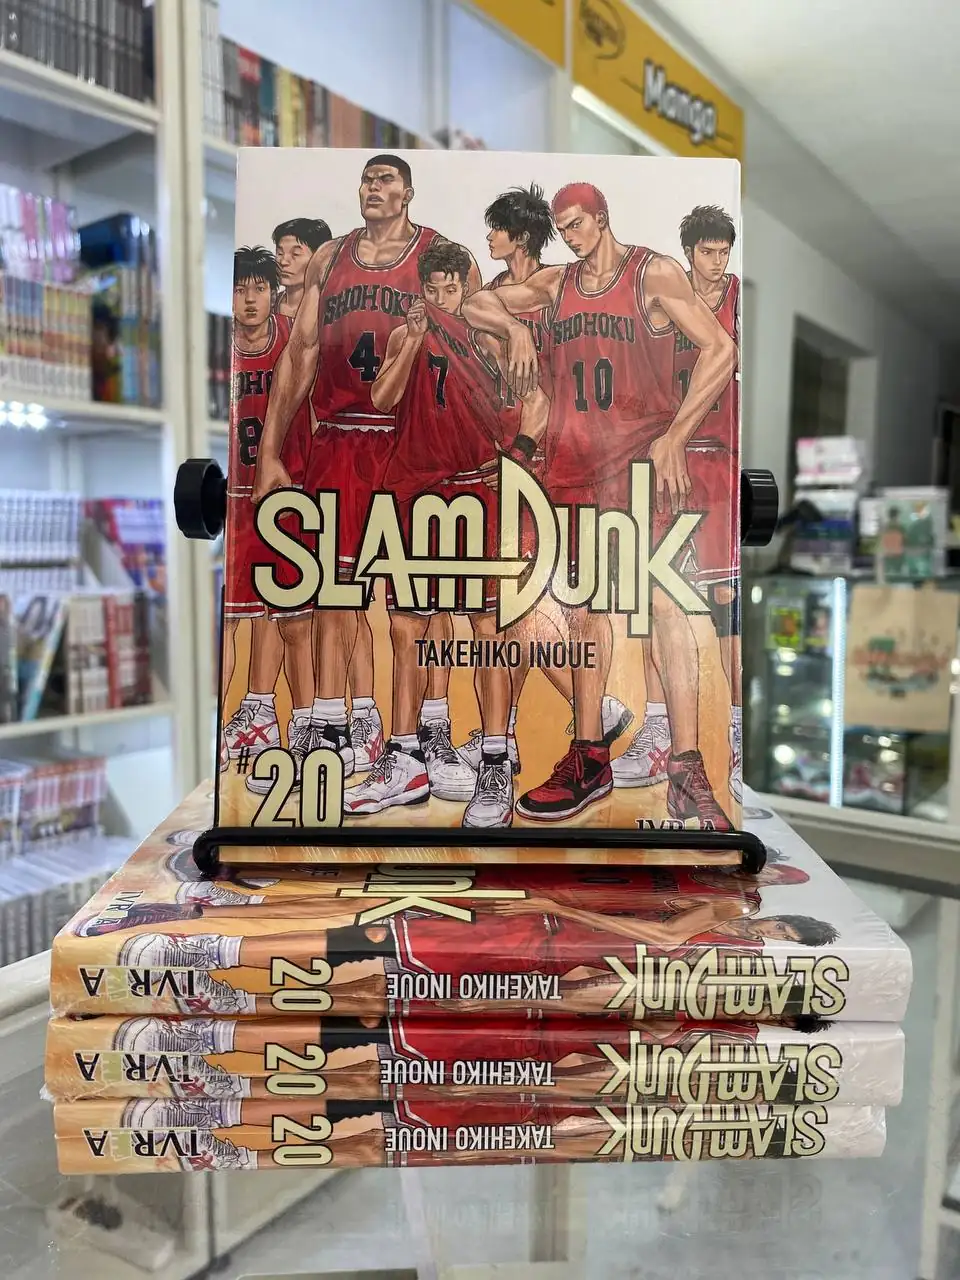 Manga
SHOHOKU
4
7
SHOHOKU
10
8
SLAM DUNK
TAKEHIKO INOUE
#20
IVREA
IVREA
20
TAKEHIKO INOUE
SLAM DUNK
IVREA
20
TAKEHIKO INOUE
SLAM DUNK
IVREA
20
TAKEHIKO INOUE
SLAM DUNK